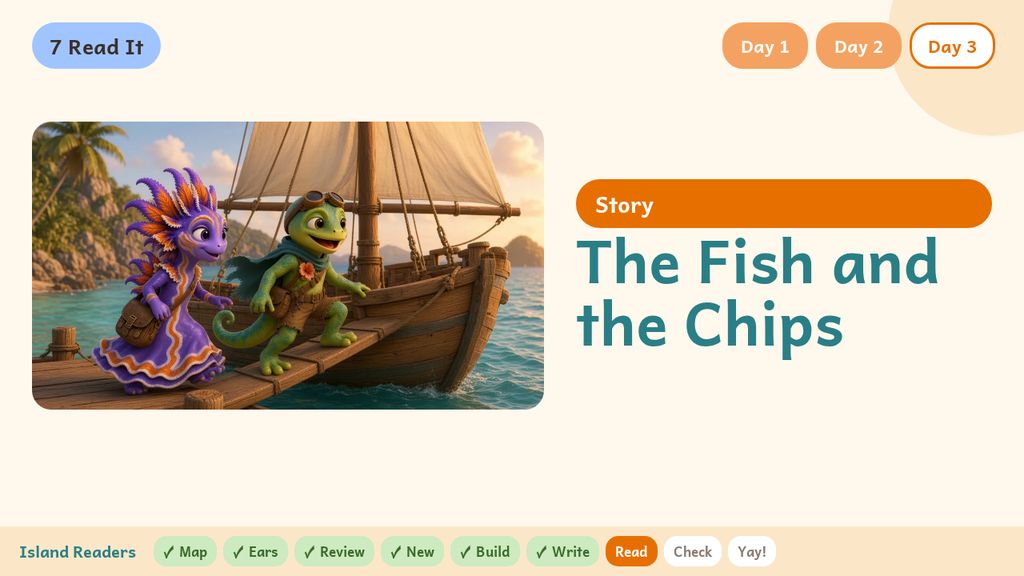 7 Read It
Day 1
Day 2
Day 3
Story
The Fish and
the Chips
Island Readers
✓ Map
✓ Ears
✓ Review
✓ New
✓ Build
✓ Write
Read
Check
Yay!